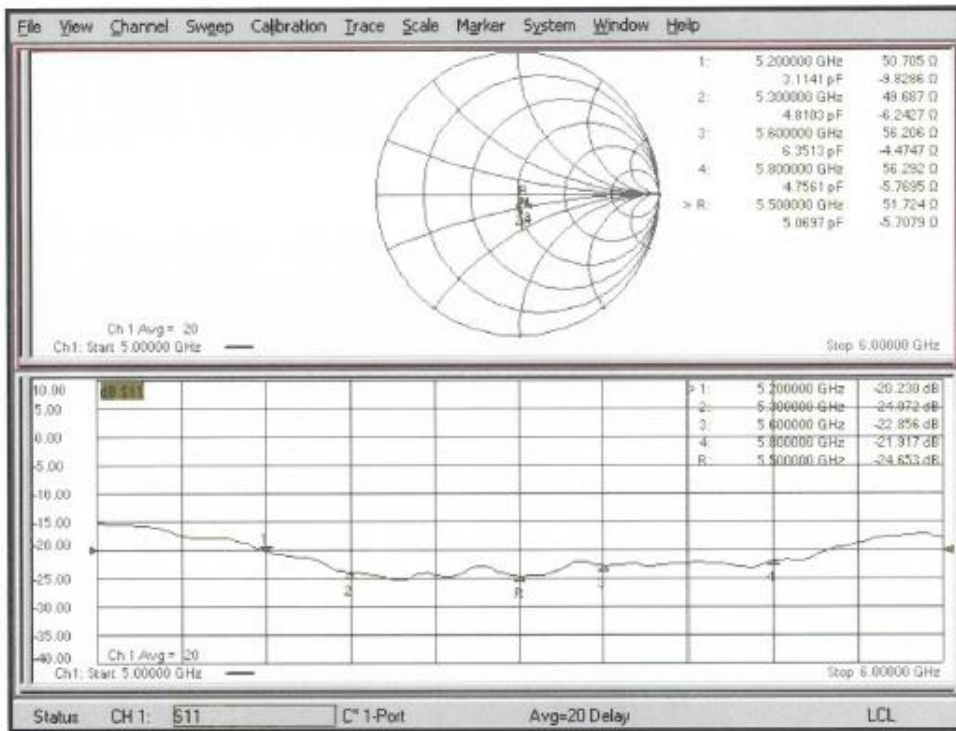 File View Channel Sweep Calibration Trace Scale Marker System Window Help
1: 5.200000 GHz 50.705 Ω
3.1141 pF -9.8286 Ω
2: 5.300000 GHz 49.687 Ω
4.8103 pF -6.2427 Ω
3: 5.600000 GHz 56.206 Ω
6.3513 pF -4.4747 Ω
4: 5.800000 GHz 56.292 Ω
4.7561 pF -5.7695 Ω
> R: 5.500000 GHz 51.724 Ω
5.0697 pF -5.7079 Ω
Ch 1 Avg = 20
Ch1: Start 5.00000 GHz
Stop 6.00000 GHz
10.00
dB S11
5.00
0.00
-5.00
-10.00
-15.00
-20.00
-25.00
-30.00
-35.00
-40.00
> 1: 5.200000 GHz -20.238 dB
2: 5.300000 GHz -24.072 dB
3: 5.600000 GHz -22.856 dB
4: 5.800000 GHz -21.917 dB
R: 5.500000 GHz -24.653 dB
1
2
R
3
4
Ch 1 Avg = 20
Ch1: Start 5.00000 GHz
Stop 6.00000 GHz
Status CH 1: S11 C* 1-Port Avg=20 Delay LCL